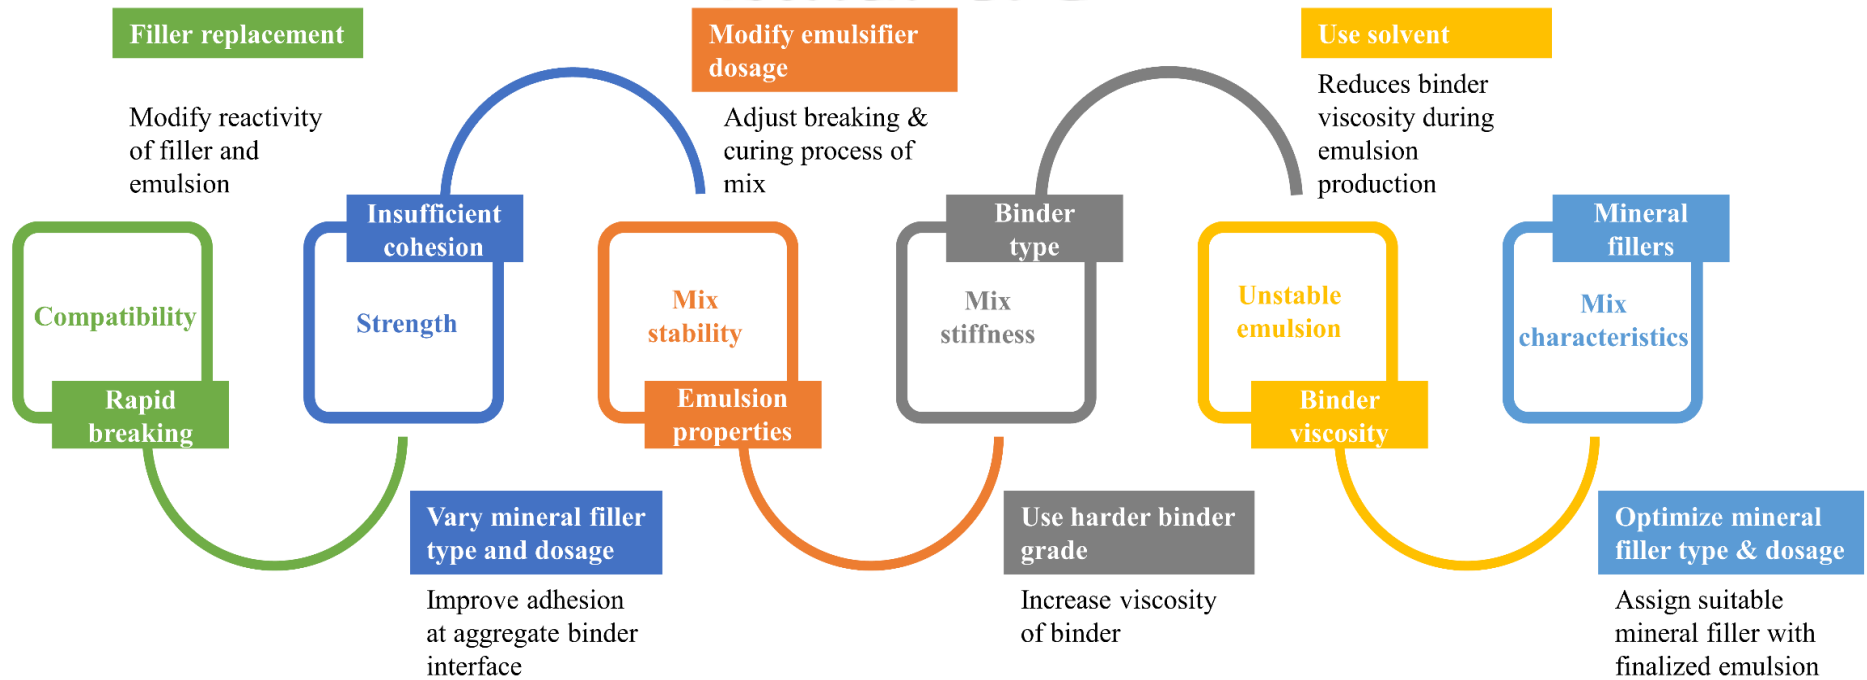 Filler replacement
Modify reactivity
of filler and
emulsion
Compatibility
Rapid
breaking
Insufficient
cohesion
Strength
Vary mineral filler
type and dosage
Improve adhesion
at aggregate binder
interface
Modify emulsifier
dosage
Adjust breaking &
curing process of
mix
Mix
stability
Emulsion
properties
Binder
type
Mix
stiffness
Use harder binder
grade
Increase viscosity
of binder
Use solvent
Reduces binder
viscosity during
emulsion
production
Unstable
emulsion
Binder
viscosity
Mineral
fillers
Mix
characteristics
Optimize mineral
filler type & dosage
Assign suitable
mineral filler with
finalized emulsion